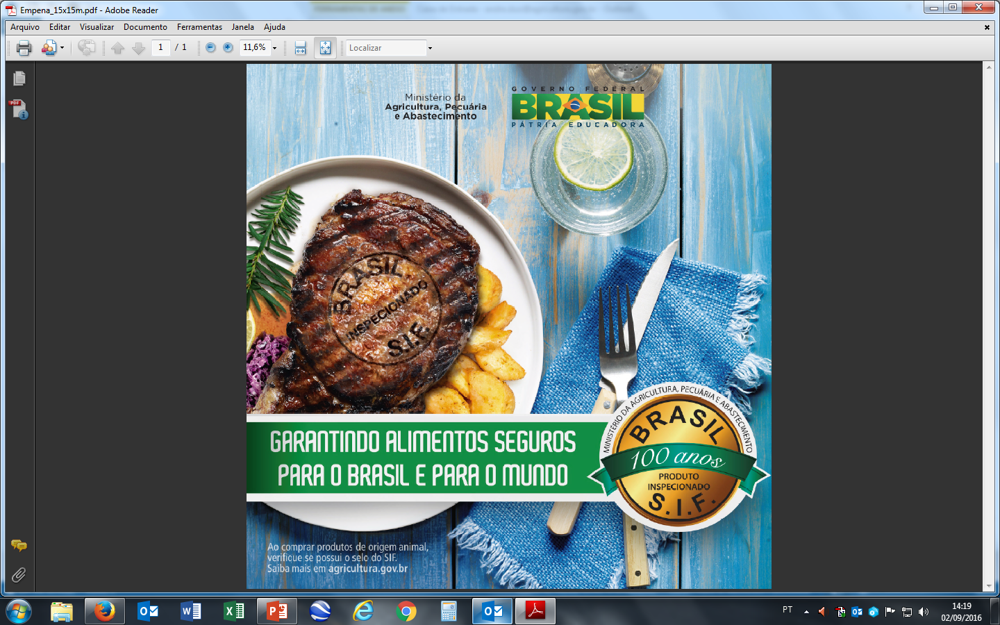 Empena_15x15m.pdf - Adobe Reader
Arquivo Editar Visualizar Documento Ferramentas Janela Ajuda
1 / 1 11,6% Localizar
Ministério da
Agricultura, Pecuária
e Abastecimento
GOVERNO FEDERAL
BRASIL
PÁTRIA EDUCADORA
BRASIL.
INSPECIONADO
S.I.F.
GARANTINDO ALIMENTOS SEGUROS
PARA O BRASIL E PARA O MUNDO
MINISTÉRIO DA AGRICULTURA, PECUÁRIA E ABASTECIMENTO
BRASIL
100 anos
PRODUTO
INSPECIONADO
S.I.F.
Ao comprar produtos de origem animal,
verifique se possui o selo do SIF.
Saiba mais em agricultura.gov.br
PT
14:19
02/09/2016